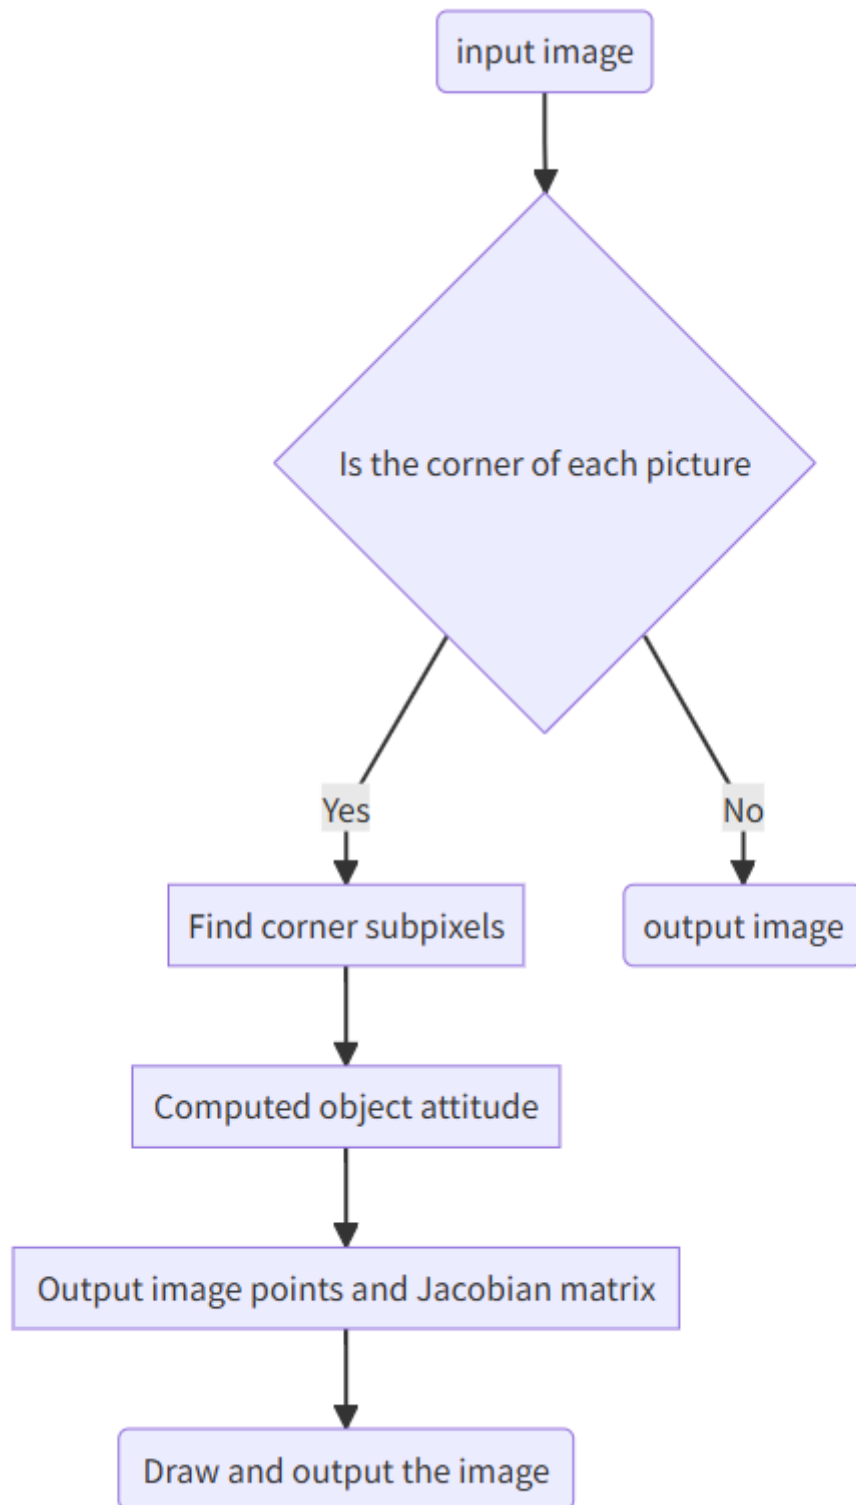 input image
Is the corner of each picture
Yes
No
Find corner subpixels
output image
Computed object attitude
Output image points and Jacobian matrix
Draw and output the image